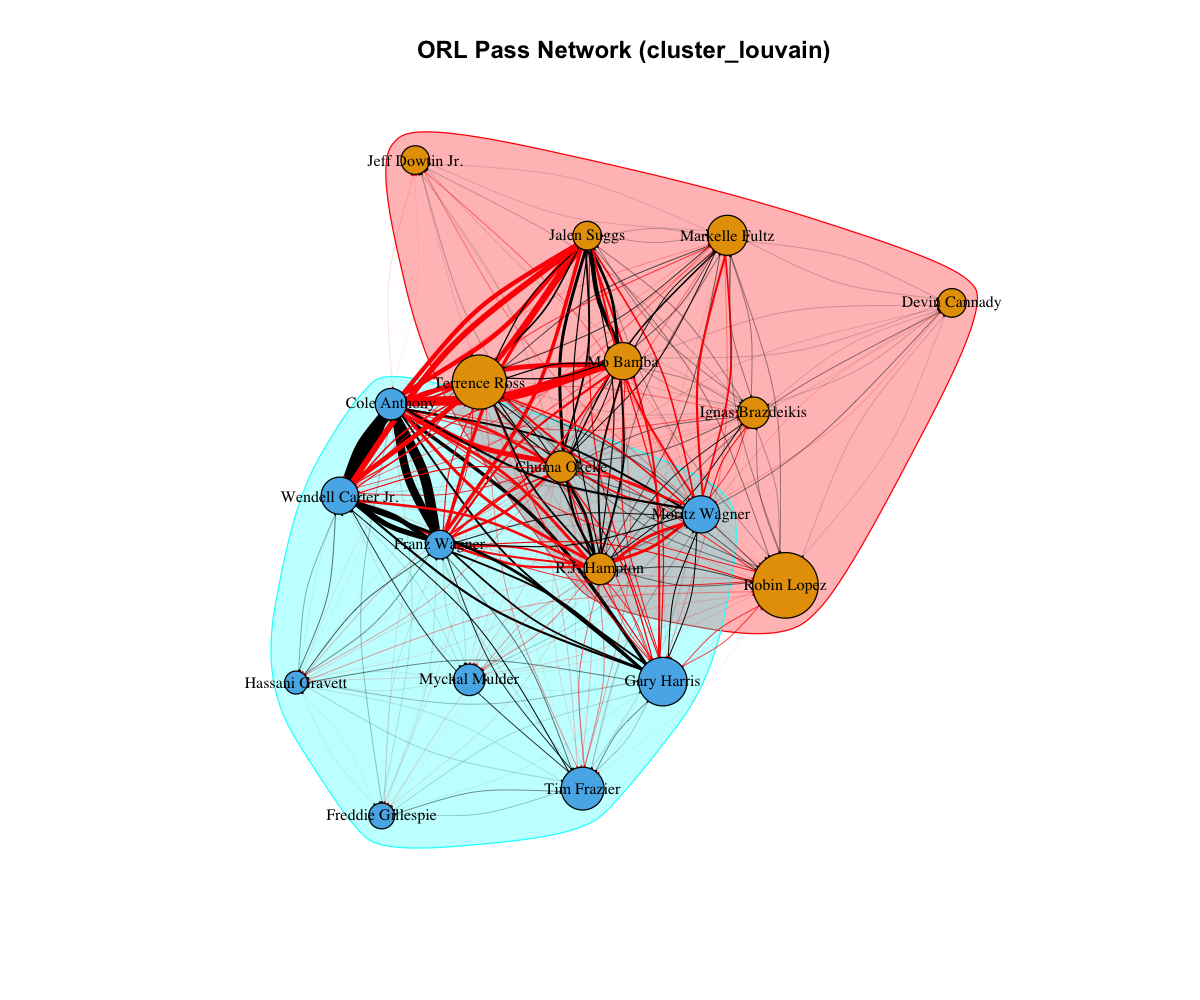 ORL Pass Network (cluster_louvain)
Jeff Dowtin Jr.
Jalen Suggs
Markelle Fultz
Devin Cannady
Mo Bamba
Terrence Ross
Cole Anthony
Ignas Brazdeikis
Chuma Okeke
Wendell Carter Jr.
Moritz Wagner
Franz Wagner
R.J. Hampton
Robin Lopez
Hassani Gravett
Mychal Mulder
Gary Harris
Tim Frazier
Freddie Gillespie